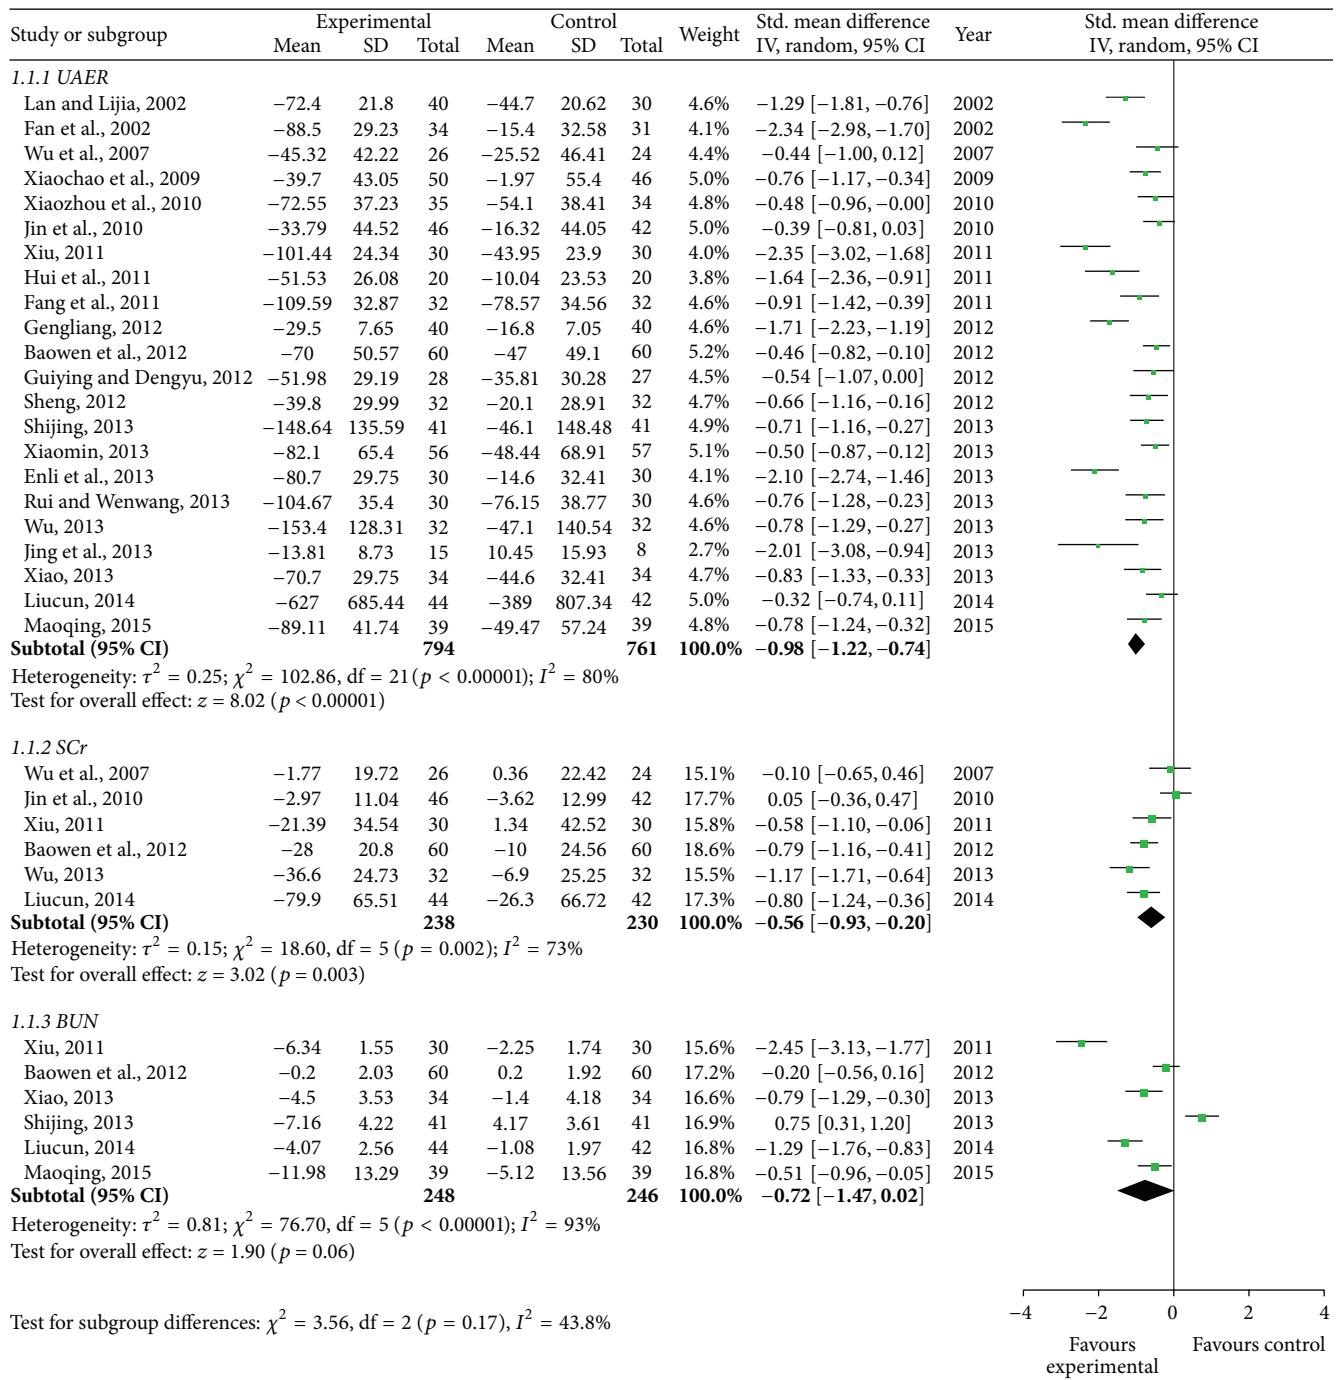 Study or subgroup Experimental Control Weight Std. mean difference Year Std. mean difference
Mean SD Total Mean SD Total IV, random, 95% CI IV, random, 95% CI
1.1.1 UAER
Lan and Lijia, 2002 −72.4 21.8 40 −44.7 20.62 30 4.6% −1.29 [−1.81, −0.76] 2002
Fan et al., 2002 −88.5 29.23 34 −15.4 32.58 31 4.1% −2.34 [−2.98, −1.70] 2002
Wu et al., 2007 −45.32 42.22 26 −25.52 46.41 24 4.4% −0.44 [−1.00, 0.12] 2007
Xiaochao et al., 2009 −39.7 43.05 50 −1.97 55.4 46 5.0% −0.76 [−1.17, −0.34] 2009
Xiaozhou et al., 2010 −72.55 37.23 35 −54.1 38.41 34 4.8% −0.48 [−0.96, −0.00] 2010
Jin et al., 2010 −33.79 44.52 46 −16.32 44.05 42 5.0% −0.39 [−0.81, 0.03] 2010
Xiu, 2011 −101.44 24.34 30 −43.95 23.9 30 4.0% −2.35 [−3.02, −1.68] 2011
Hui et al., 2011 −51.53 26.08 20 −10.04 23.53 20 3.8% −1.64 [−2.36, −0.91] 2011
Fang et al., 2011 −109.59 32.87 32 −78.57 34.56 32 4.6% −0.91 [−1.42, −0.39] 2011
Gengliang, 2012 −29.5 7.65 40 −16.8 7.05 40 4.6% −1.71 [−2.23, −1.19] 2012
Baowen et al., 2012 −70 50.57 60 −47 49.1 60 5.2% −0.46 [−0.82, −0.10] 2012
Guiying and Dengyu, 2012 −51.98 29.19 28 −35.81 30.28 27 4.5% −0.54 [−1.07, 0.00] 2012
Sheng, 2012 −39.8 29.99 32 −20.1 28.91 32 4.7% −0.66 [−1.16, −0.16] 2012
Shijing, 2013 −148.64 135.59 41 −46.1 148.48 41 4.9% −0.71 [−1.16, −0.27] 2013
Xiaomin, 2013 −82.1 65.4 56 −48.44 68.91 57 5.1% −0.50 [−0.87, −0.12] 2013
Enli et al., 2013 −80.7 29.75 30 −14.6 32.41 30 4.1% −2.10 [−2.74, −1.46] 2013
Rui and Wenwang, 2013 −104.67 35.4 30 −76.15 38.77 30 4.6% −0.76 [−1.28, −0.23] 2013
Wu, 2013 −153.4 128.31 32 −47.1 140.54 32 4.6% −0.78 [−1.29, −0.27] 2013
Jing et al., 2013 −13.81 8.73 15 10.45 15.93 8 2.7% −2.01 [−3.08, −0.94] 2013
Xiao, 2013 −70.7 29.75 34 −44.6 32.41 34 4.7% −0.83 [−1.33, −0.33] 2013
Liucun, 2014 −627 685.44 44 −389 807.34 42 5.0% −0.32 [−0.74, 0.11] 2014
Maoqing, 2015 −89.11 41.74 39 −49.47 57.24 39 4.8% −0.78 [−1.24, −0.32] 2015
Subtotal (95% CI) 794 761 100.0% −0.98 [−1.22, −0.74]
Heterogeneity: τ² = 0.25; χ² = 102.86, df = 21 (p < 0.00001); I² = 80%
Test for overall effect: z = 8.02 (p < 0.00001)
1.1.2 SCr
Wu et al., 2007 −1.77 19.72 26 0.36 22.42 24 15.1% −0.10 [−0.65, 0.46] 2007
Jin et al., 2010 −2.97 11.04 46 −3.62 12.99 42 17.7% 0.05 [−0.36, 0.47] 2010
Xiu, 2011 −21.39 34.54 30 1.34 42.52 30 15.8% −0.58 [−1.10, −0.06] 2011
Baowen et al., 2012 −28 20.8 60 −10 24.56 60 18.6% −0.79 [−1.16, −0.41] 2012
Wu, 2013 −36.6 24.73 32 −6.9 25.25 32 15.5% −1.17 [−1.71, −0.64] 2013
Liucun, 2014 −79.9 65.51 44 −26.3 66.72 42 17.3% −0.80 [−1.24, −0.36] 2014
Subtotal (95% CI) 238 230 100.0% −0.56 [−0.93, −0.20]
Heterogeneity: τ² = 0.15; χ² = 18.60, df = 5 (p = 0.002); I² = 73%
Test for overall effect: z = 3.02 (p = 0.003)
1.1.3 BUN
Xiu, 2011 −6.34 1.55 30 −2.25 1.74 30 15.6% −2.45 [−3.13, −1.77] 2011
Baowen et al., 2012 −0.2 2.03 60 0.2 1.92 60 17.2% −0.20 [−0.56, 0.16] 2012
Xiao, 2013 −4.5 3.53 34 −1.4 4.18 34 16.6% −0.79 [−1.29, −0.30] 2013
Shijing, 2013 −7.16 4.22 41 4.17 3.61 41 16.9% 0.75 [0.31, 1.20] 2013
Liucun, 2014 −4.07 2.56 44 −1.08 1.97 42 16.8% −1.29 [−1.76, −0.83] 2014
Maoqing, 2015 −11.98 13.29 39 −5.12 13.56 39 16.8% −0.51 [−0.96, −0.05] 2015
Subtotal (95% CI) 248 246 100.0% −0.72 [−1.47, 0.02]
Heterogeneity: τ² = 0.81; χ² = 76.70, df = 5 (p < 0.00001); I² = 93%
Test for overall effect: z = 1.90 (p = 0.06)
Test for subgroup differences: χ² = 3.56, df = 2 (p = 0.17), I² = 43.8%
−4 −2 0 2 4
Favours experimental
Favours control